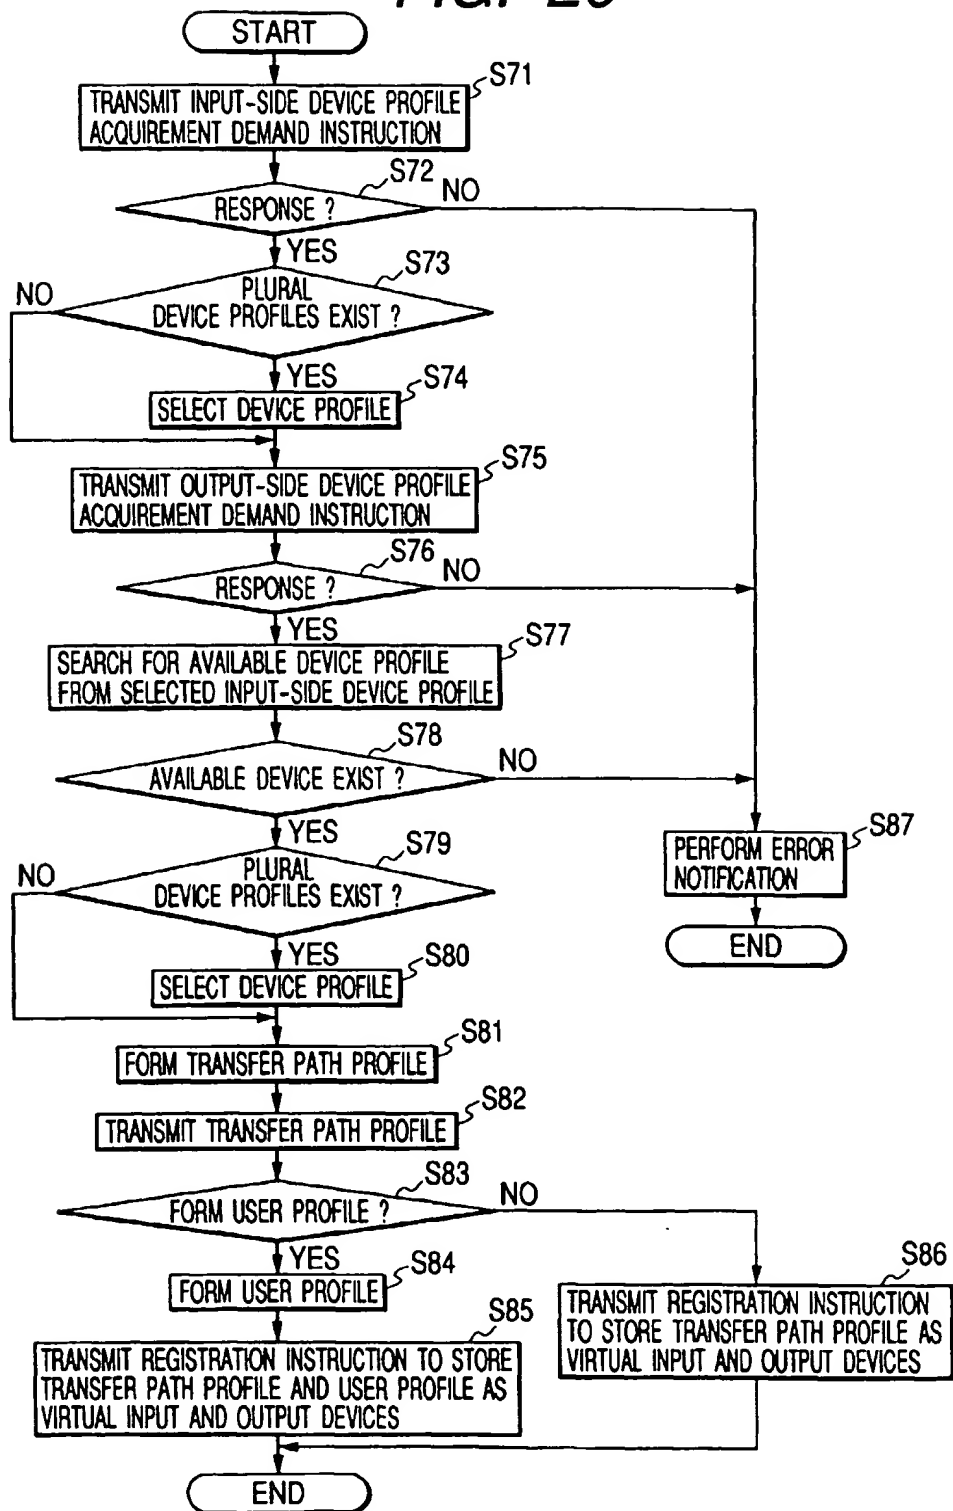 START
S71
TRANSMIT INPUT-SIDE DEVICE PROFILE
ACQUIREMENT DEMAND INSTRUCTION
S72
RESPONSE ?
NO
YES
S73
PLURAL
DEVICE PROFILES EXIST ?
NO
YES
S74
SELECT DEVICE PROFILE
S75
TRANSMIT OUTPUT-SIDE DEVICE PROFILE
ACQUIREMENT DEMAND INSTRUCTION
S76
RESPONSE ?
NO
YES
S77
SEARCH FOR AVAILABLE DEVICE PROFILE
FROM SELECTED INPUT-SIDE DEVICE PROFILE
S78
AVAILABLE DEVICE EXIST ?
NO
YES
S79
PLURAL
DEVICE PROFILES EXIST ?
NO
YES
S80
SELECT DEVICE PROFILE
S87
PERFORM ERROR
NOTIFICATION
END
S81
FORM TRANSFER PATH PROFILE
S82
TRANSMIT TRANSFER PATH PROFILE
S83
FORM USER PROFILE ?
NO
YES
S84
FORM USER PROFILE
S85
TRANSMIT REGISTRATION INSTRUCTION TO STORE
TRANSFER PATH PROFILE AND USER PROFILE AS
VIRTUAL INPUT AND OUTPUT DEVICES
S86
TRANSMIT REGISTRATION INSTRUCTION
TO STORE TRANSFER PATH PROFILE AS
VIRTUAL INPUT AND OUTPUT DEVICES
END